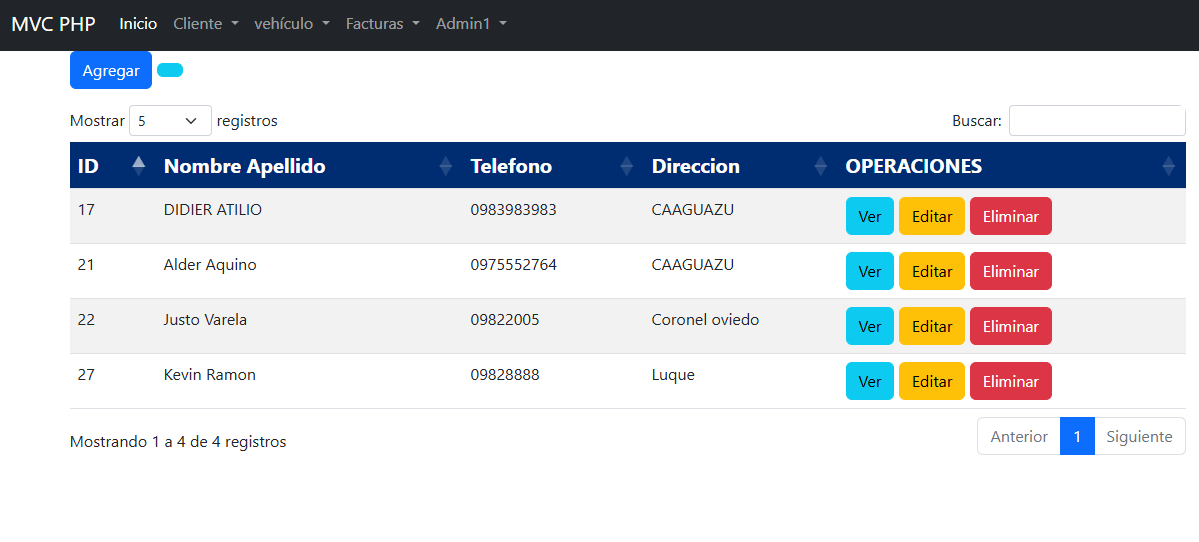 MVC PHP Inicio Cliente vehículo Facturas Admin1
Agregar
Mostrar 5 registros Buscar:
ID Nombre Apellido Telefono Direccion OPERACIONES
17 DIDIER ATILIO 0983983983 CAAGUAZU Ver Editar Eliminar
21 Alder Aquino 0975552764 CAAGUAZU Ver Editar Eliminar
22 Justo Varela 09822005 Coronel oviedo Ver Editar Eliminar
27 Kevin Ramon 09828888 Luque Ver Editar Eliminar
Mostrando 1 a 4 de 4 registros Anterior 1 Siguiente